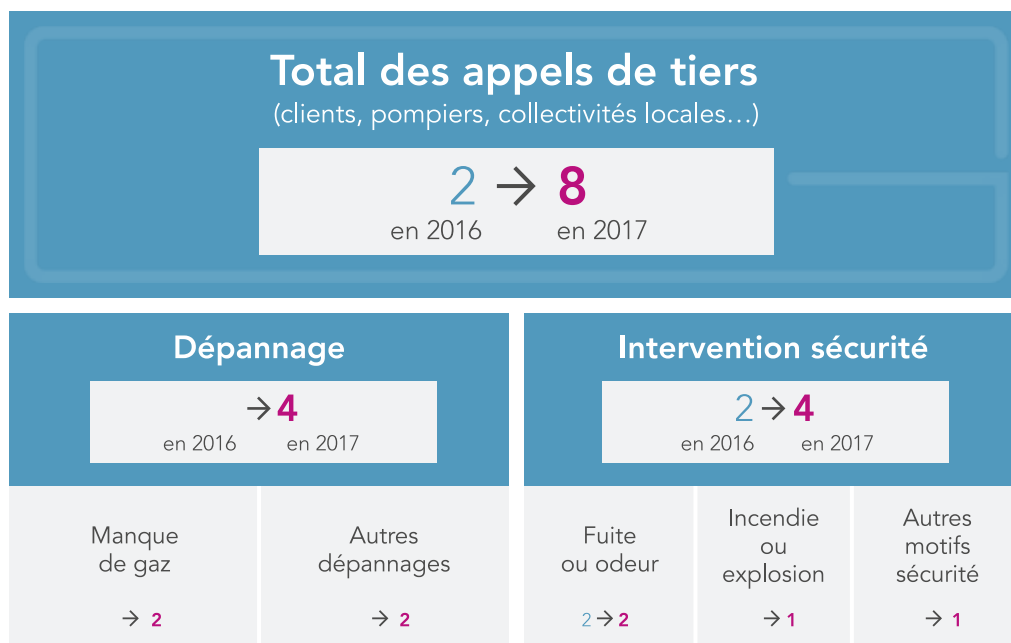 Total des appels de tiers
(clients, pompiers, collectivités locales…)
2 → 8
en 2016 en 2017
Dépannage
→ 4
en 2016 en 2017
Manque
de gaz
→ 2
Autres
dépannages
→ 2
Intervention sécurité
2 → 4
en 2016 en 2017
Fuite
ou odeur
2 → 2
Incendie
ou
explosion
→ 1
Autres
motifs
sécurité
→ 1